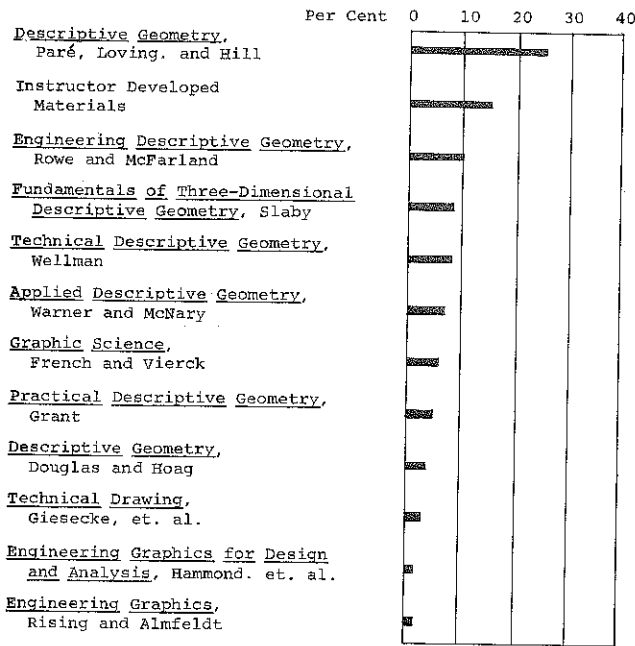 Per Cent 0 10 20 30 40
Descriptive Geometry,
Paré, Loving. and Hill
Instructor Developed
Materials
Engineering Descriptive Geometry,
Rowe and McFarland
Fundamentals of Three-Dimensional
Descriptive Geometry, Slaby
Technical Descriptive Geometry,
Wellman
Applied Descriptive Geometry,
Warner and McNary
Graphic Science,
French and Vierck
Practical Descriptive Geometry,
Grant
Descriptive Geometry,
Douglas and Hoag
Technical Drawing,
Giesecke, et. al.
Engineering Graphics for Design
and Analysis, Hammond. et. al.
Engineering Graphics,
Rising and Almfeldt